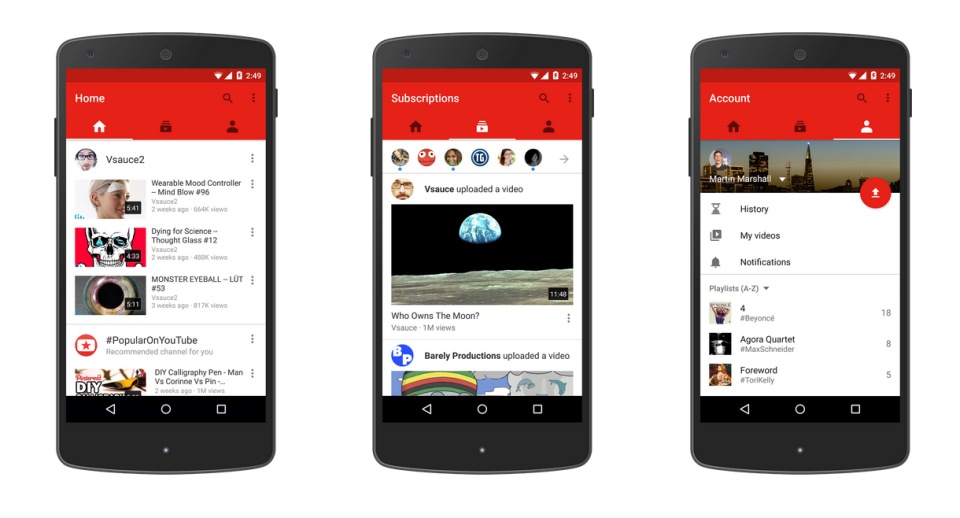 2:49
Home
Vsauce2
Wearable Mood Controller
-- Mind Blow #96
Vsauce2
2 weeks ago · 664K views
5:41
Dying for Science --
Thought Glass #12
Vsauce2
2 weeks ago · 488K views
4:33
MONSTER EYEBALL -- LÜT
#53
Vsauce2
3 weeks ago · 817K views
5:11
#PopularOnYouTube
Recommended channel for you
DIY Calligraphy Pen - Man
Vs Corinne Vs Pin -...
2 weeks ago · 1M views
Pinterest
DIY
2:49
Subscriptions
TG
Vsauce uploaded a video
11:48
Who Owns The Moon?
Vsauce · 1M views
BP
Barely Productions uploaded a video
2:49
Account
Martin Marshall
History
My videos
Notifications
Playlists (A-Z)
4
#Beyoncé
18
Agora Quartet
#MaxSchneider
8
Foreword
#ToriKelly
5